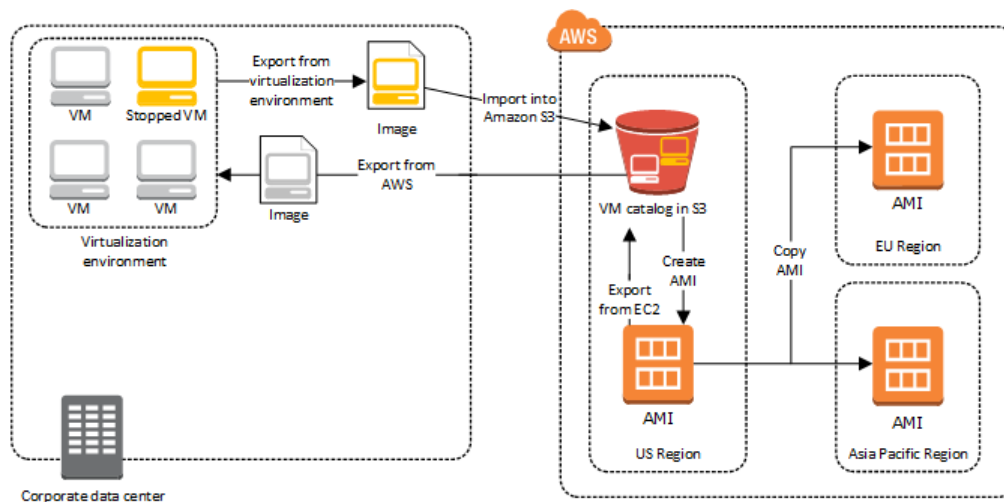 AWS
VM
Stopped VM
VM
VM
Virtualization
environment
Export from
virtualization
environment
Image
Import into
Amazon S3
Image
Export from
AWS
VM catalog in S3
Export
from EC2
Create
AMI
AMI
US Region
Copy
AMI
AMI
EU Region
AMI
Asia Pacific Region
Corporate data center